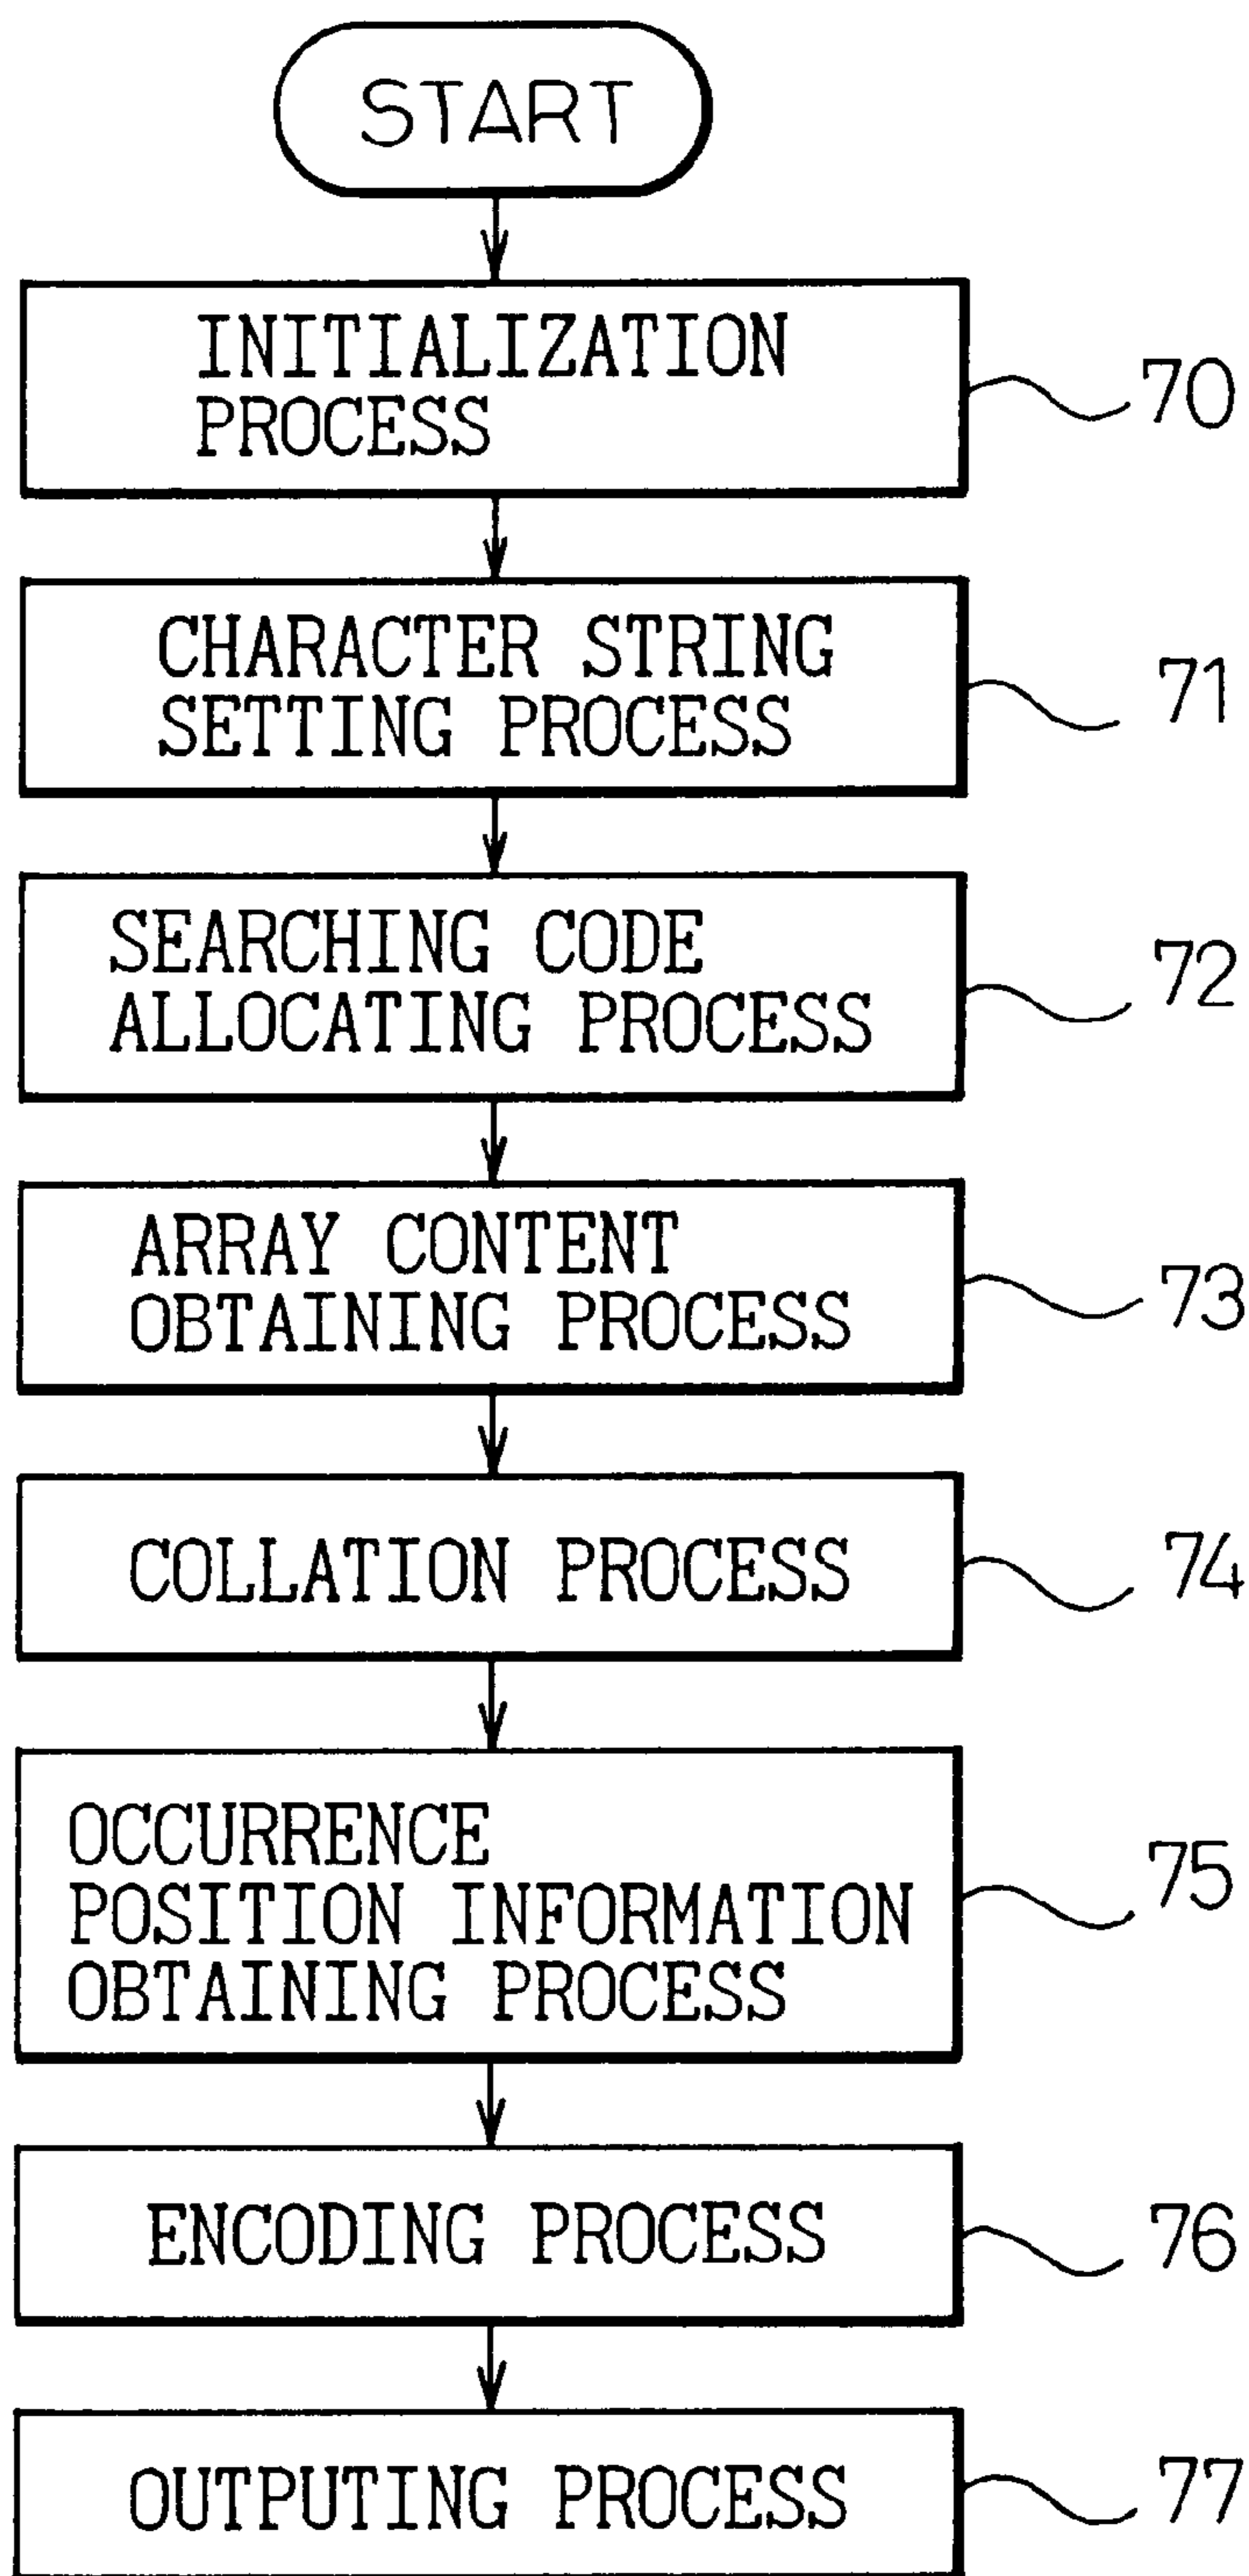 START
INITIALIZATION
PROCESS
70
CHARACTER STRING
SETTING PROCESS
71
SEARCHING CODE
ALLOCATING PROCESS
72
ARRAY CONTENT
OBTAINING PROCESS
73
COLLATION PROCESS
74
OCCURRENCE
POSITION INFORMATION
OBTAINING PROCESS
75
ENCODING PROCESS
76
OUTPUTING PROCESS
77